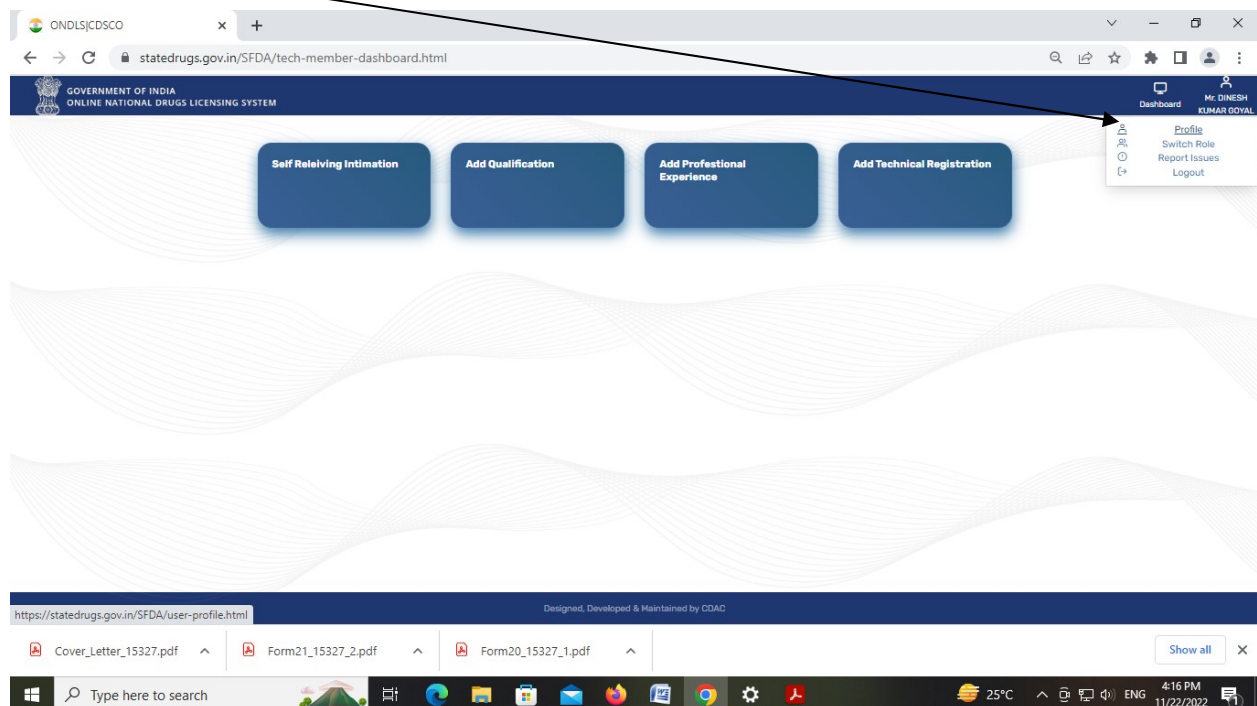 ONDLS|CDSCO
statedrugs.gov.in/SFDA/tech-member-dashboard.html
GOVERNMENT OF INDIA
ONLINE NATIONAL DRUGS LICENSING SYSTEM
Dashboard
Mr. DINESH
KUMAR GOYAL
Profile
Switch Role
Report Issues
Logout
Self Releiving Intimation
Add Qualification
Add Profestional
Experience
Add Technical Registration
Designed, Developed & Maintained by CDAC
https://statedrugs.gov.in/SFDA/user-profile.html
Cover_Letter_15327.pdf
Form21_15327_2.pdf
Form20_15327_1.pdf
Show all
Type here to search
25°C
ENG
4:16 PM
11/22/2022
1